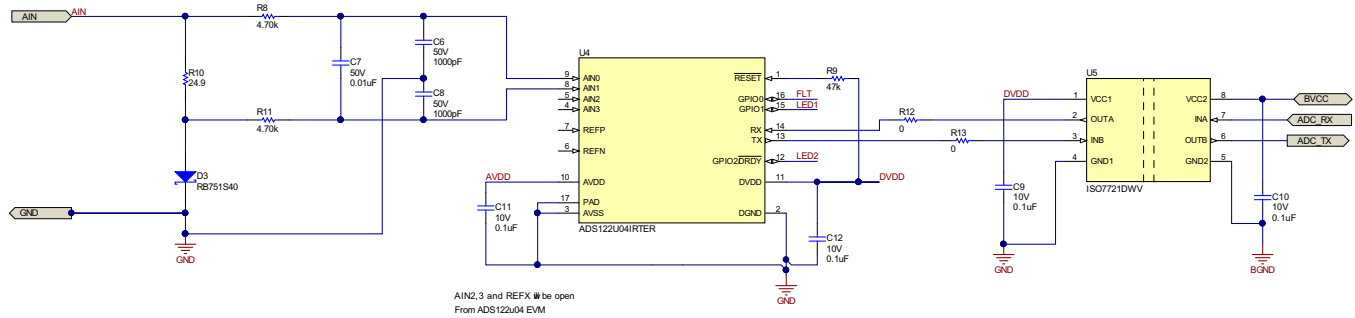 AIN
AIN
R8
4.70k
R10
24.9
C7
50V
0.01uF
C6
50V
1000pF
C8
50V
1000pF
R11
4.70k
D3
RB751S40
GND
GND
U4
9 AIN0
8 AIN1
5 AIN2
4 AIN3
7 REFP
6 REFN
10 AVDD
17 PAD
3 AVSS
RESET 1
GPIO0 16
GPIO1 15
RX 14
TX 13
GPIO2DRDY 12
DVDD 11
DGND 2
ADS122U04IRTER
AVDD
C11
10V
0.1uF
R9
47k
FLT
LED1
LED2
DVDD
C12
10V
0.1uF
GND
R12
0
R13
0
U5
DVDD
1 VCC1
2 OUTA
3 INB
4 GND1
VCC2 8
INA 7
OUTB 6
GND2 5
ISO7721DWV
C9
10V
0.1uF
GND
BVCC
ADC_RX
ADC_TX
C10
10V
0.1uF
BGND
AIN2,3 and REFX be open
From ADS122u04 EVM